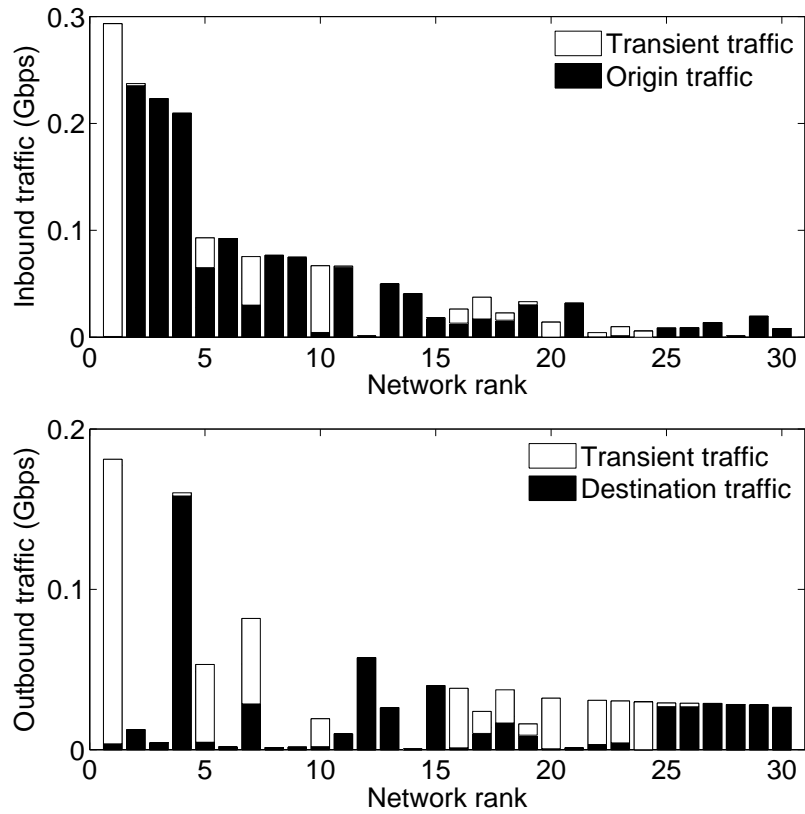 Inbound traffic (Gbps)
0.3
0.2
0.1
0
Transient traffic
Origin traffic
0 5 10 15 20 25 30
Network rank
Outbound traffic (Gbps)
0.2
0.1
0
Transient traffic
Destination traffic
0 5 10 15 20 25 30
Network rank